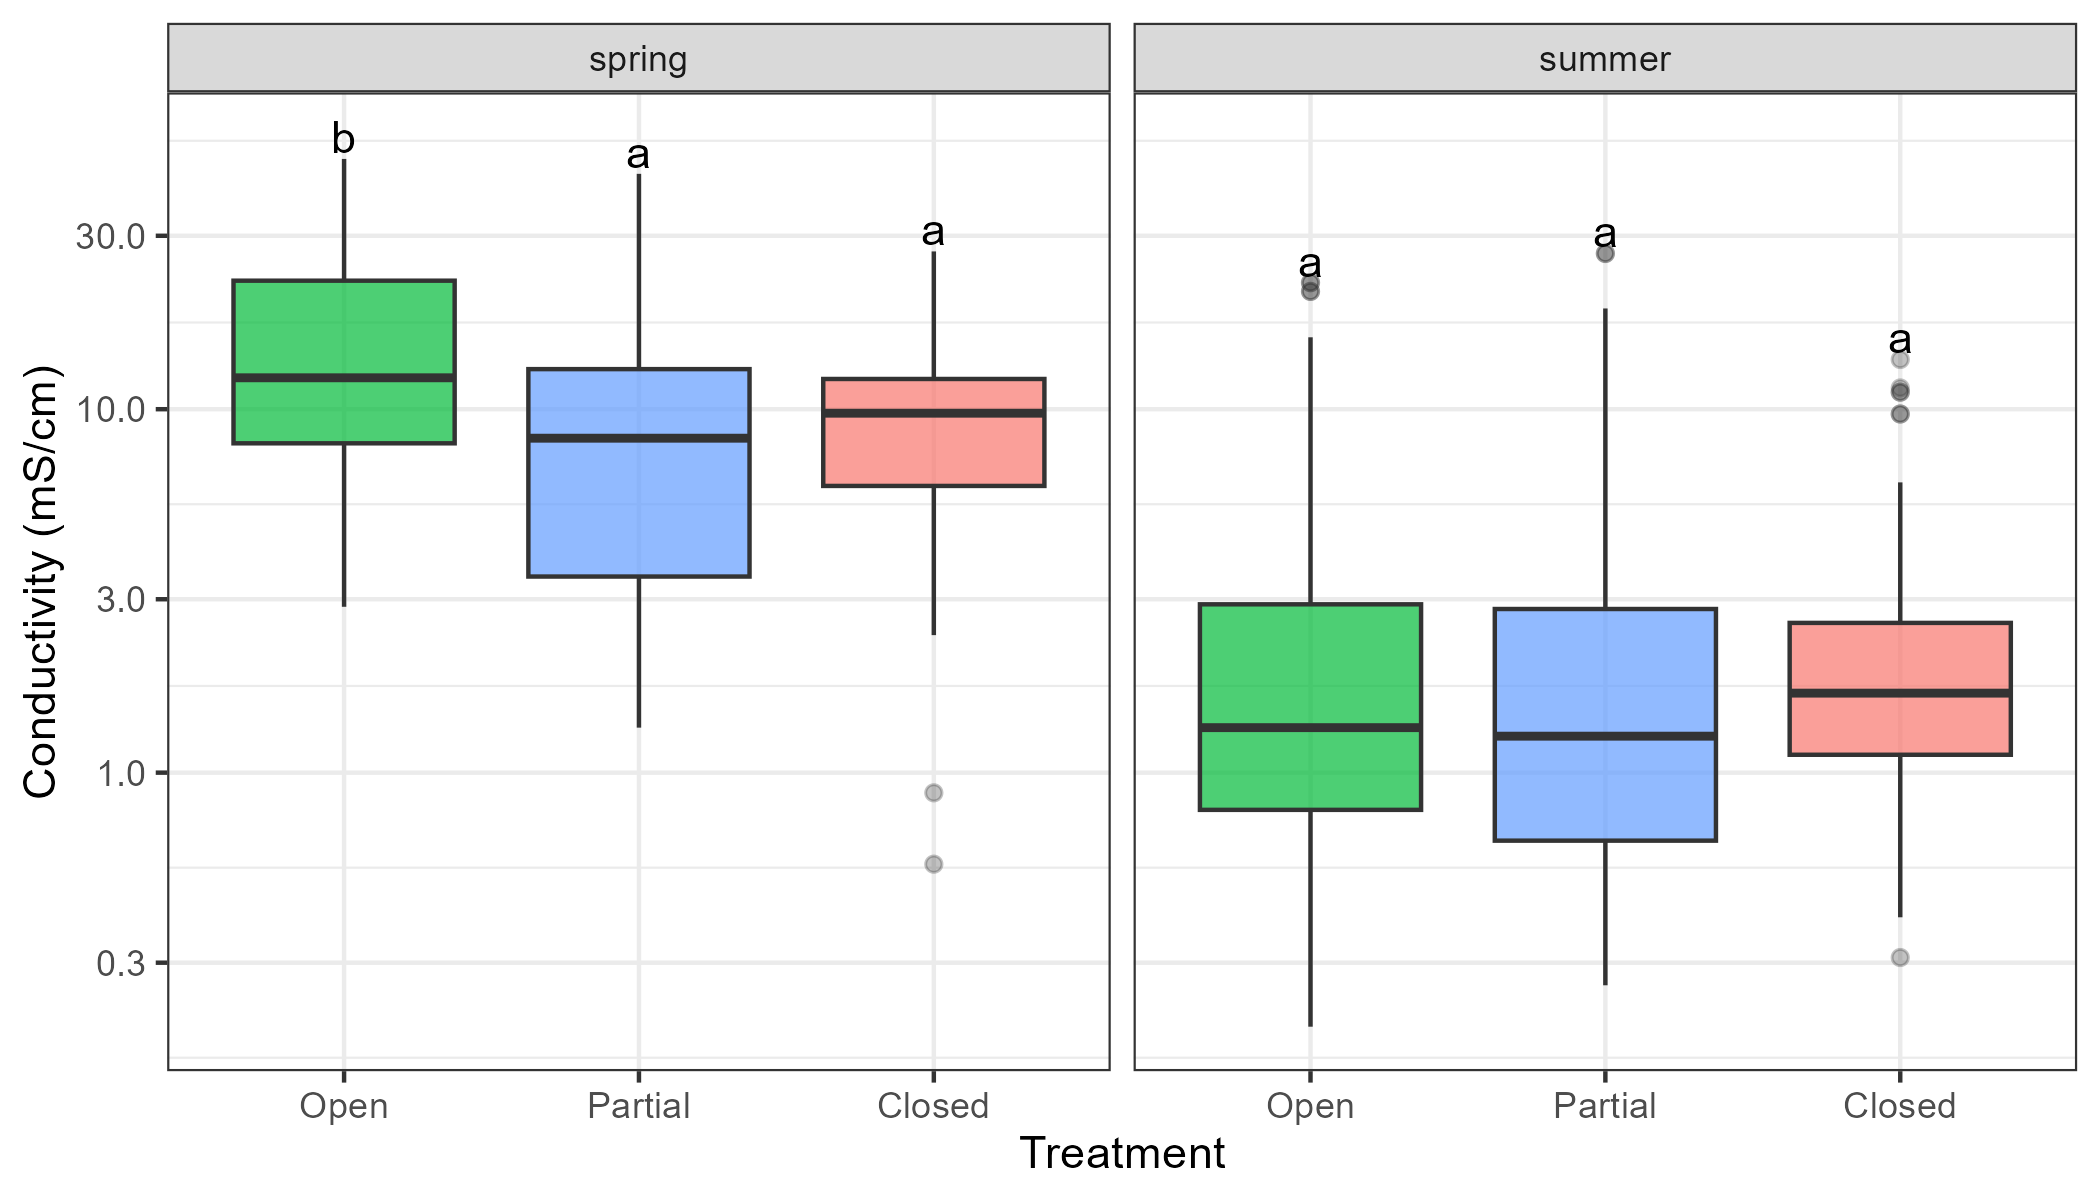 spring
summer
b
a
a
a
a
a
30.0
10.0
3.0
1.0
0.3
Conductivity (mS/cm)
Open
Partial
Closed
Open
Partial
Closed
Treatment